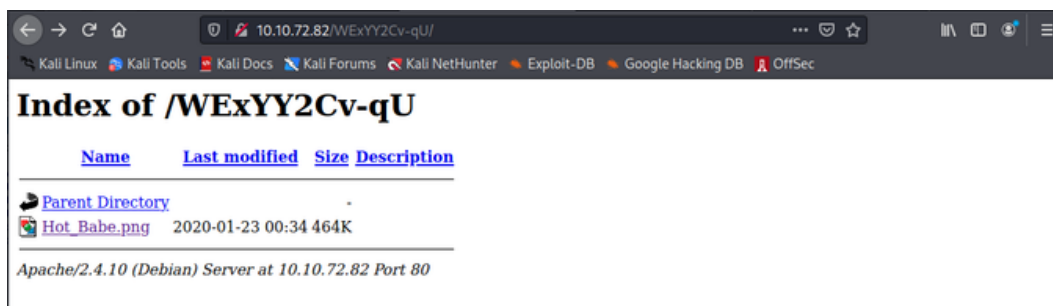 10.10.72.82/WExYY2Cv-qU/
Kali Linux Kali Tools Kali Docs Kali Forums Kali NetHunter Exploit-DB Google Hacking DB OffSec
Index of /WExYY2Cv-qU
Name Last modified Size Description
Parent Directory -
Hot_Babe.png 2020-01-23 00:34 464K
Apache/2.4.10 (Debian) Server at 10.10.72.82 Port 80